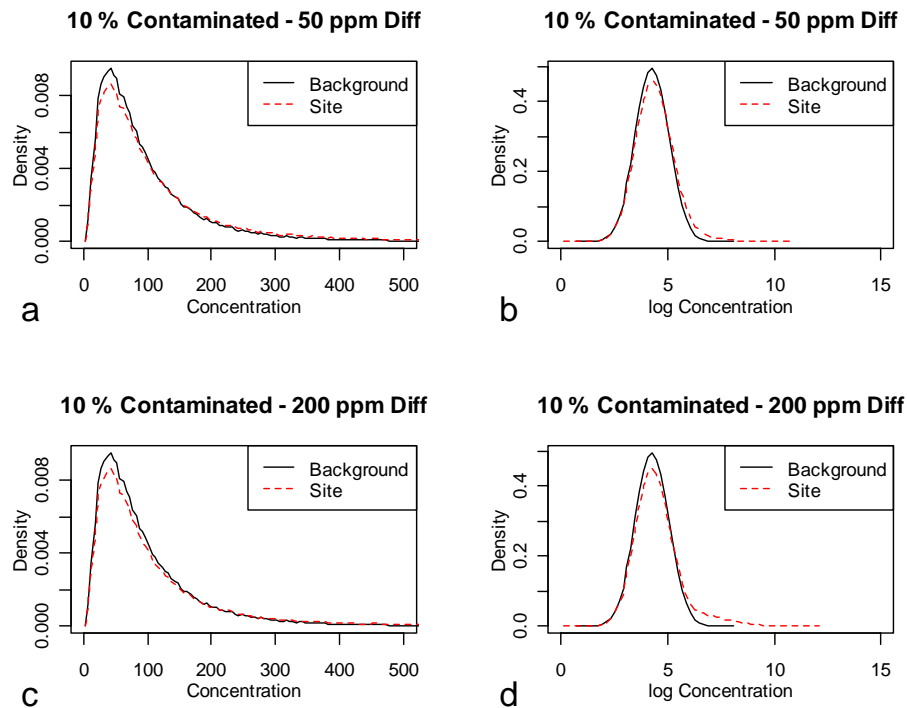 10 % Contaminated - 50 ppm Diff
Density
0.000 0.004 0.008
Background
Site
0 100 200 300 400 500
Concentration
a
10 % Contaminated - 50 ppm Diff
Density
0.0 0.2 0.4
Background
Site
0 5 10 15
log Concentration
b
10 % Contaminated - 200 ppm Diff
Density
0.000 0.004 0.008
Background
Site
0 100 200 300 400 500
Concentration
c
10 % Contaminated - 200 ppm Diff
Density
0.0 0.2 0.4
Background
Site
0 5 10 15
log Concentration
d